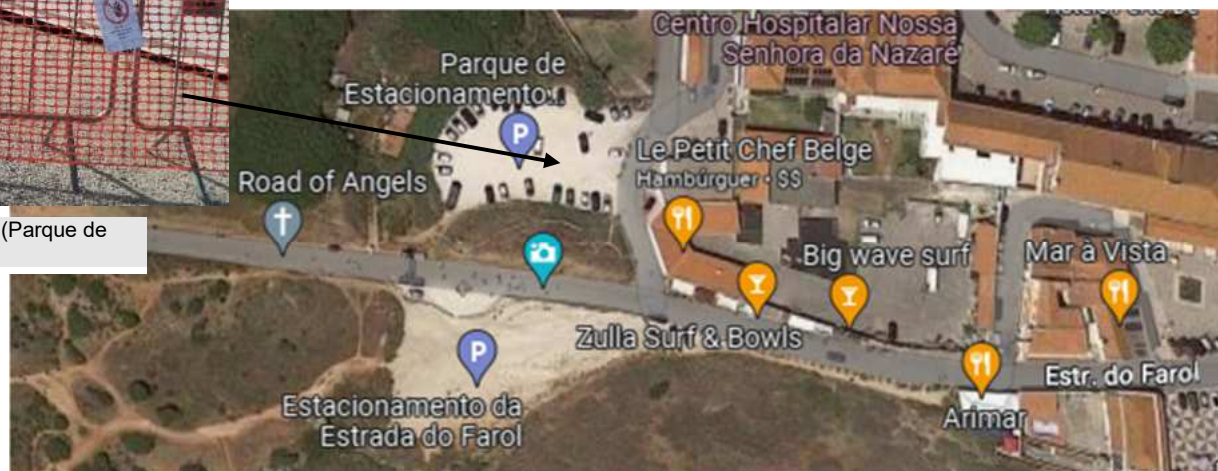 Centro Hospitalar Nossa
Senhora da Nazaré
Parque de
Estacionamento...
P
Le Petit Chef Belge
Hambúrguer · $$
Road of Angels
(Parque de
Big wave surf
Mar à Vista
Zulla Surf & Bowls
P
Estr. do Farol
Estacionamento da
Estrada do Farol
Arimar